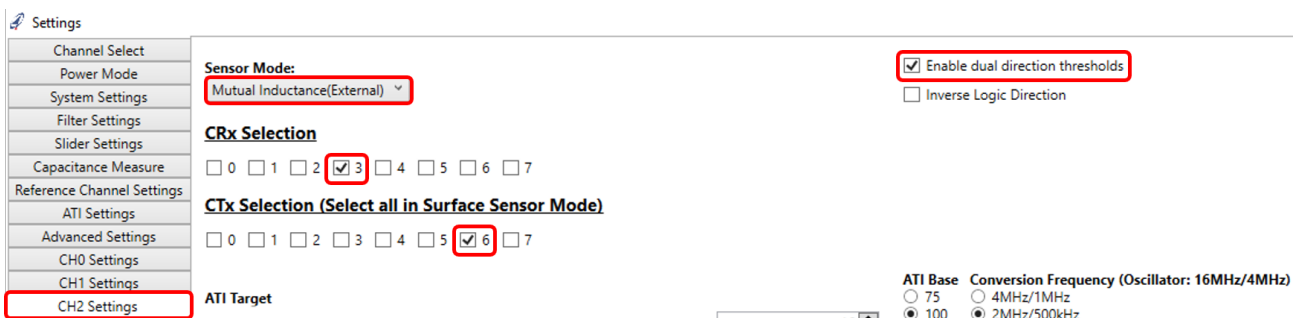 Settings
Channel Select
Power Mode
System Settings
Filter Settings
Slider Settings
Capacitance Measure
Reference Channel Settings
ATI Settings
Advanced Settings
CH0 Settings
CH1 Settings
CH2 Settings
Sensor Mode:
Mutual Inductance(External)
CRx Selection
0 1 2 3 4 5 6 7
CTx Selection (Select all in Surface Sensor Mode)
0 1 2 3 4 5 6 7
ATI Target
Enable dual direction thresholds
Inverse Logic Direction
ATI Base Conversion Frequency (Oscillator: 16MHz/4MHz)
75 4MHz/1MHz
100 2MHz/500kHz